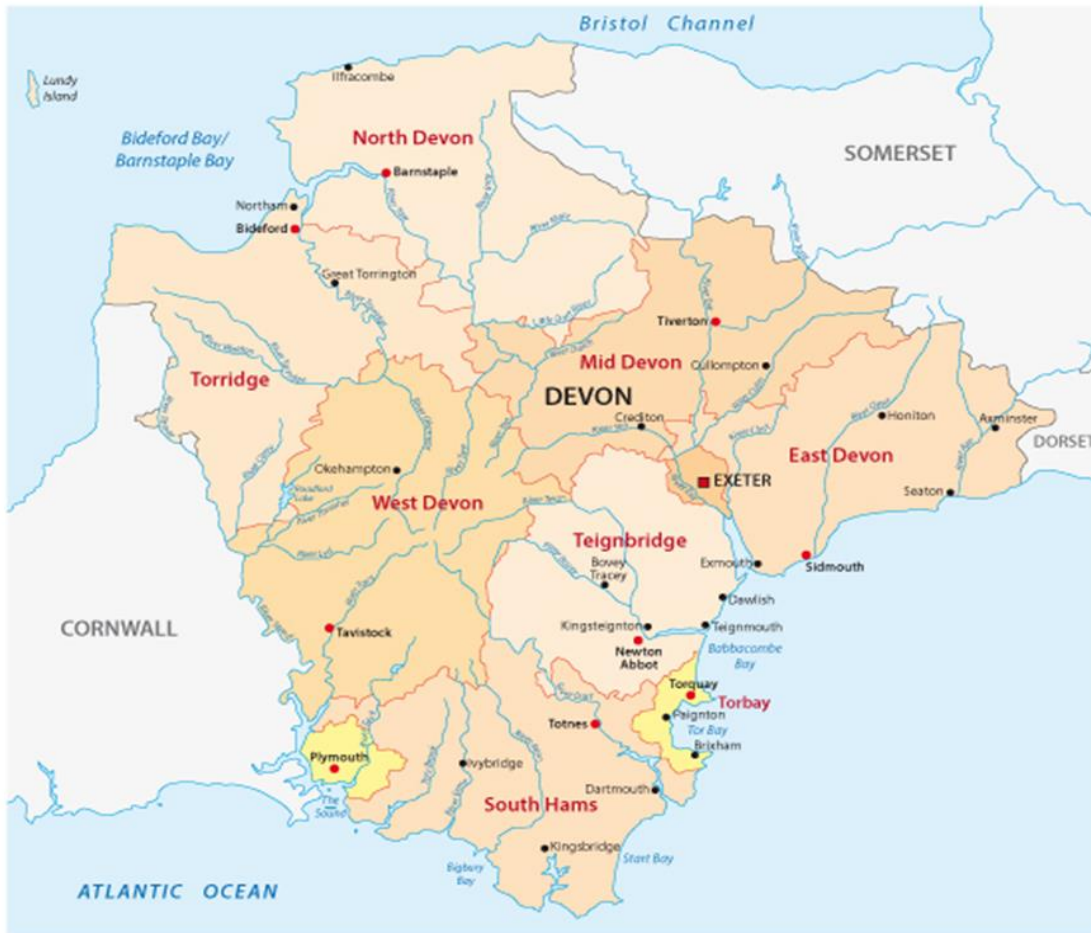 Bristol Channel
Lundy
Island
Ilfracombe
Bideford Bay/
Barnstaple Bay
North Devon
SOMERSET
Barnstaple
Northam
Bideford
Great Torrington
Tiverton
Mid Devon
Cullompton
Torridge
DEVON
Crediton
Honiton
Axminster
DORSET
East Devon
Okehampton
EXETER
Seaton
West Devon
Teignbridge
Bovey
Tracey
Exmouth
Sidmouth
Dawlish
CORNWALL
Tavistock
Kingsteignton
Teignmouth
Newton
Abbot
Babbacombe
Bay
Torquay
Torbay
Totnes
Paignton
Tor Bay
Plymouth
Brixham
Ivybridge
Dartmouth
South Hams
The
Sound
Kingsbridge
Start Bay
Bigbury
Bay
ATLANTIC OCEAN